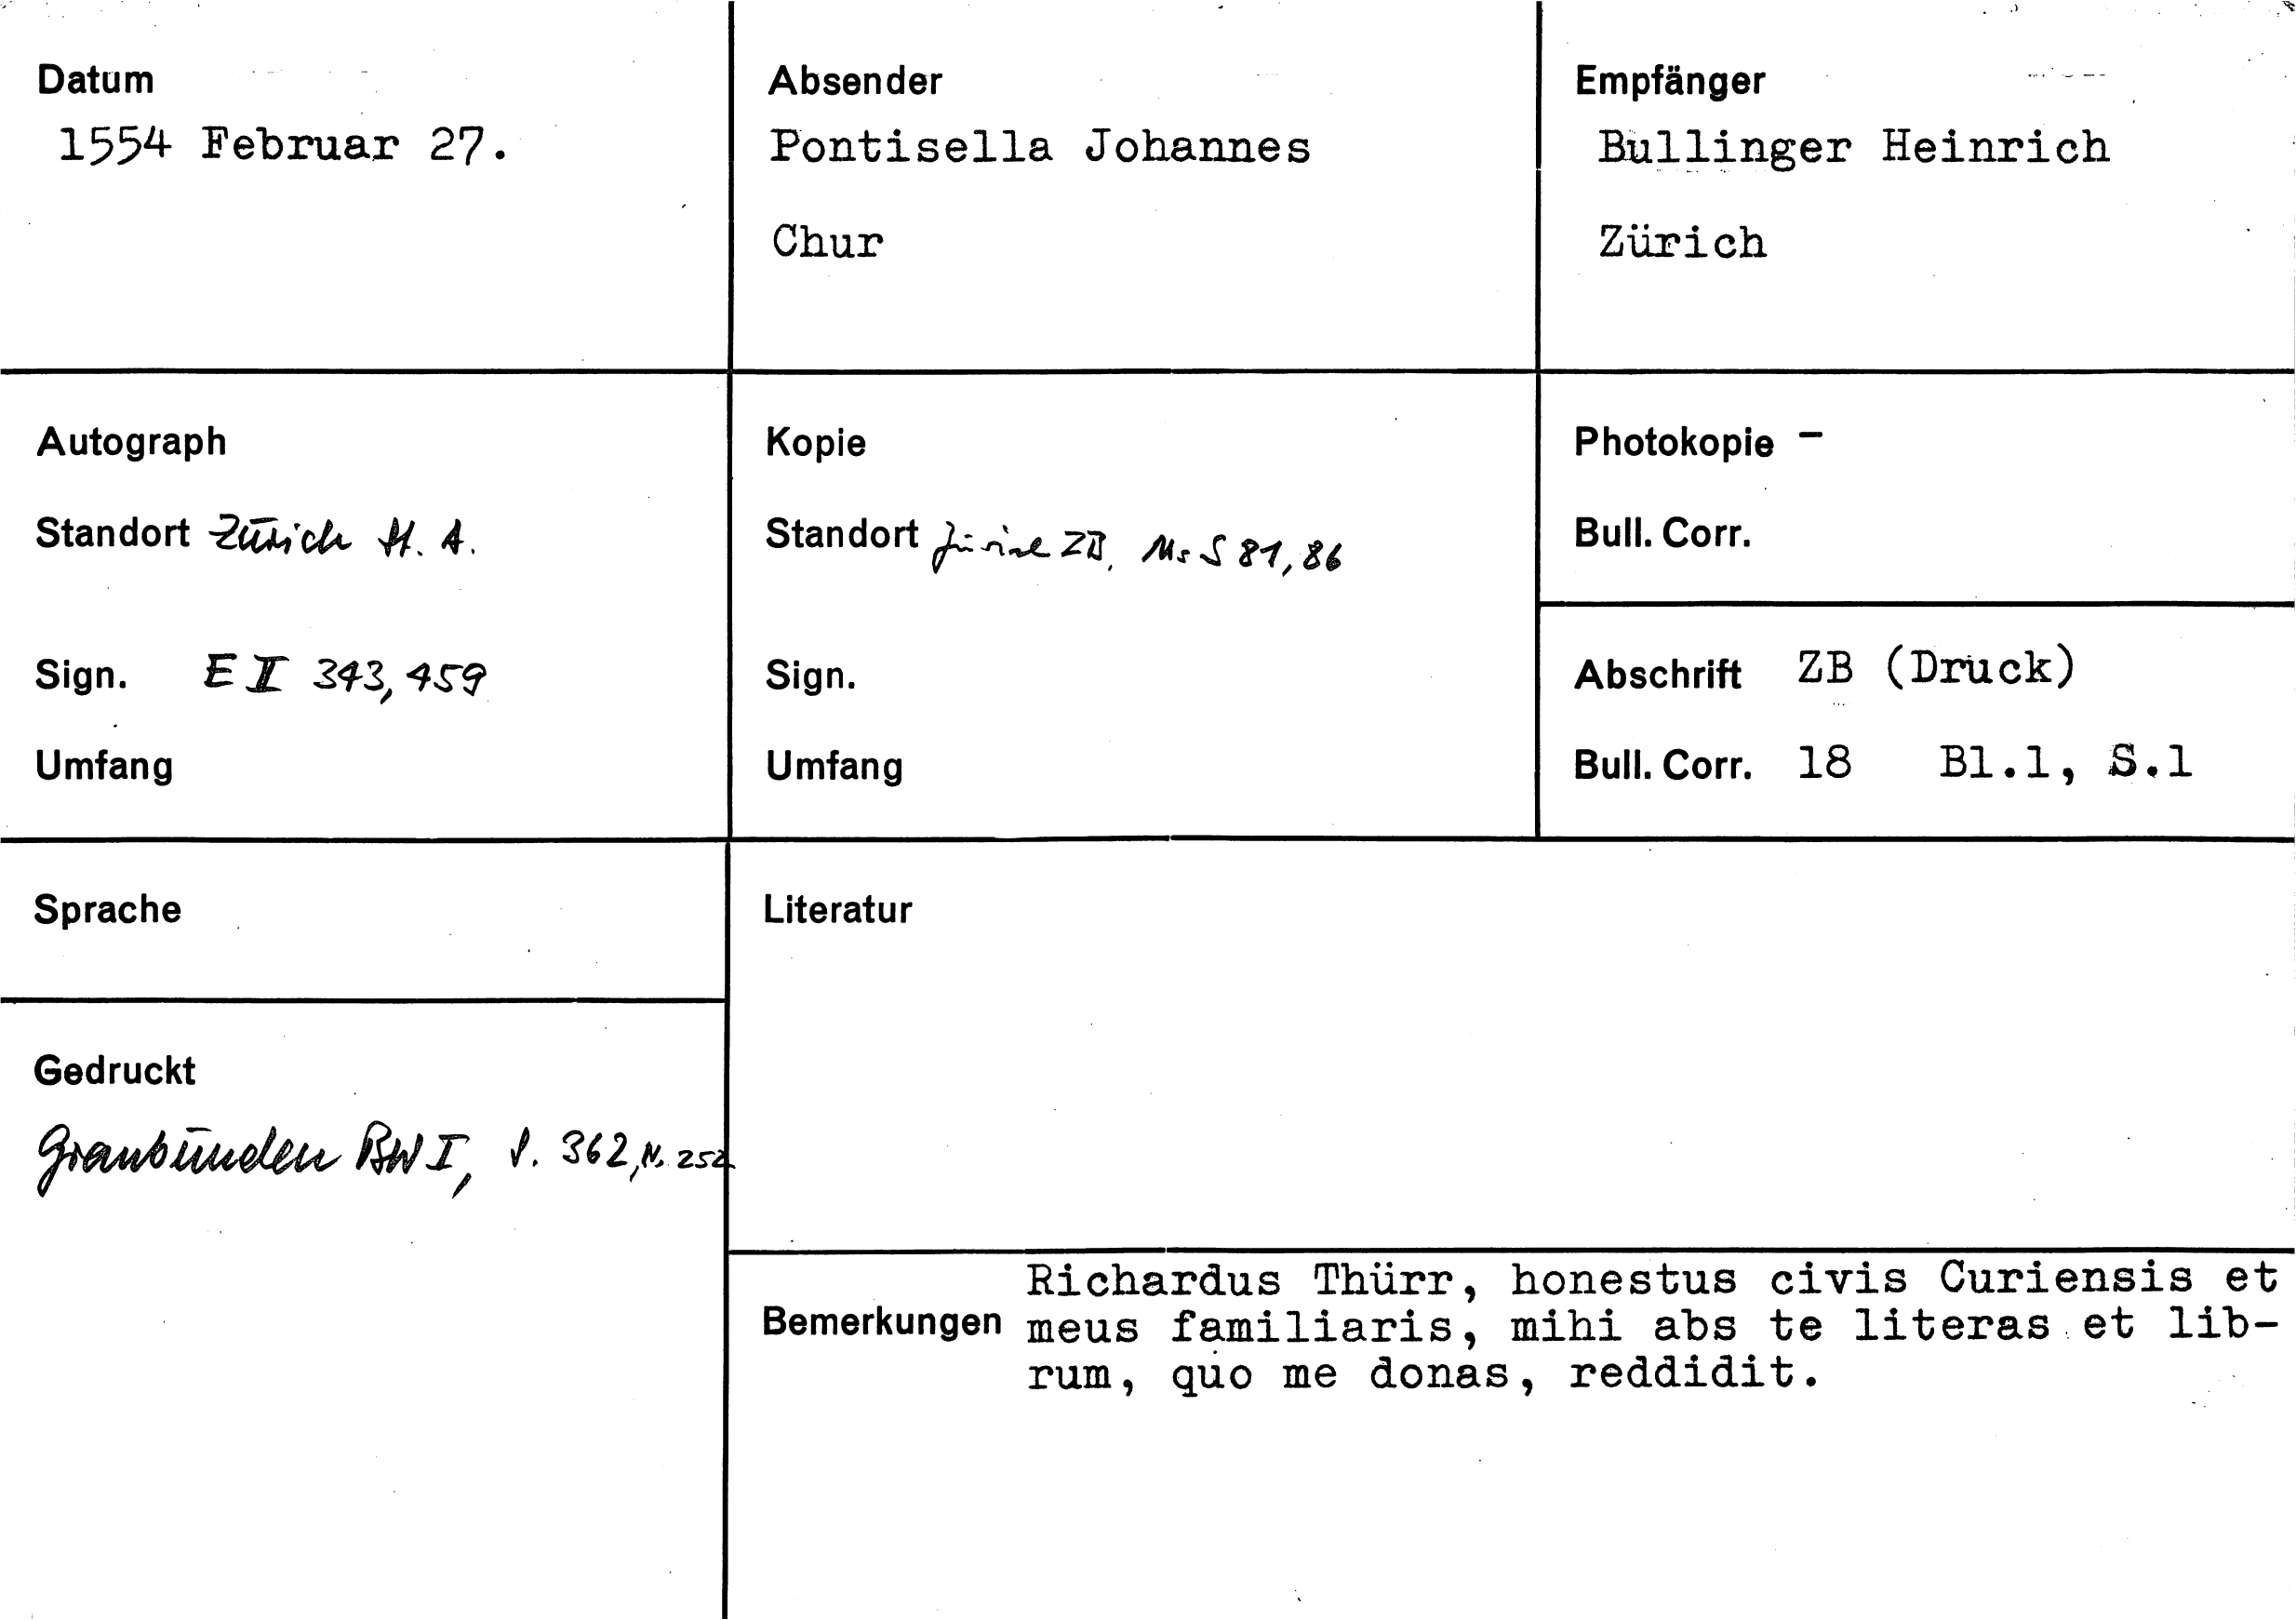 Datum
1554 Februar 27.
Absender
Pontisella Johannes
Chur
Empfänger
Bullinger Heinrich
Zürich
Autograph
Standort Zürich St. A.
Sign. E II 343, 459
Umfang
Kopie
Standort Zürich ZB, Ms S 81, 86
Sign.
Umfang
Photokopie -
Bull. Corr.
Abschrift ZB (Druck)
Bull. Corr. 18 Bl.1, S.1
Sprache
Literatur
Gedruckt
Graubünden BW I, S. 362, N. 252
Bemerkungen
Richardus Thürr, honestus civis Curiensis et
meus familiaris, mihi abs te literas et lib-
rum, quo me donas, reddidit.